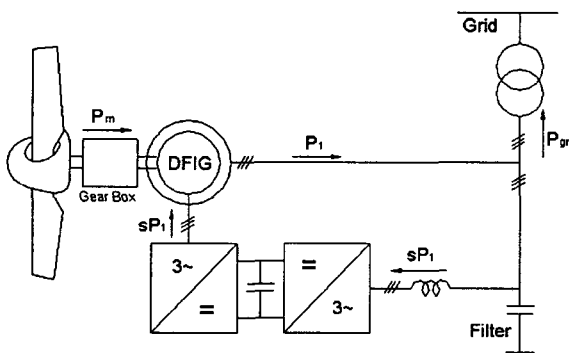 Grid
Pm
DFIG
P1
Pgr
Gear Box
sP1
3~
=
=
3~
sP1
Filter